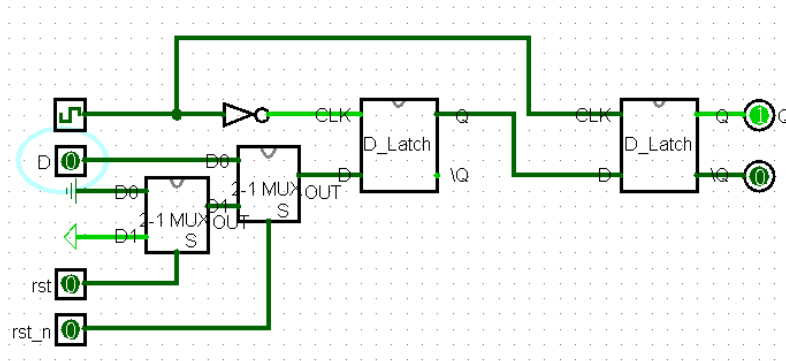 CLK Q CLK Q 1 Q
D 0 D0 D_Latch D_Latch
D0 2-1 MUX OUT D \Q D \Q 0
2-1 MUX OUT D1 S
D1 S
rst 0
rst_n 0